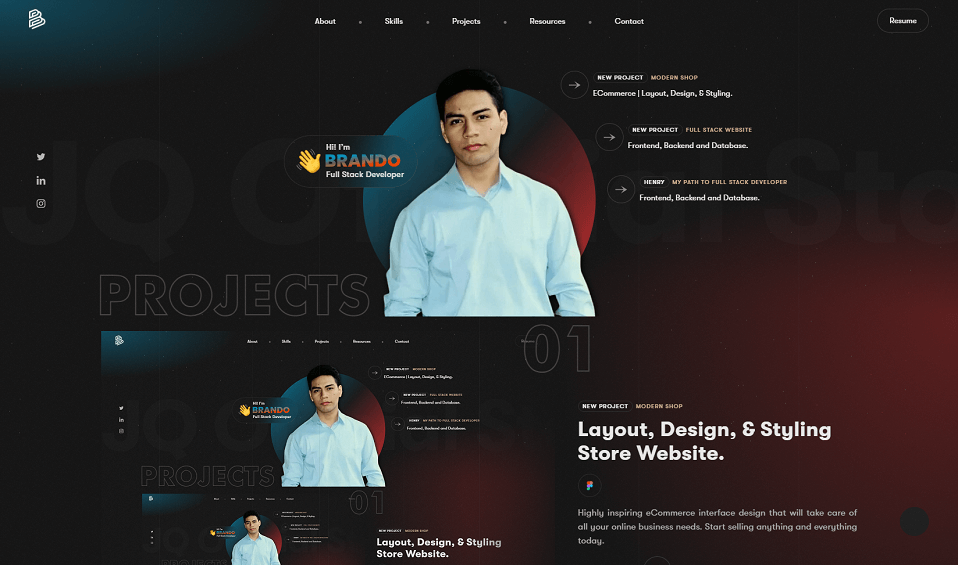 About
Skills
Projects
Resources
Contact
Resume
NEW PROJECT MODERN SHOP
ECommerce | Layout, Design, & Styling.
NEW PROJECT FULL STACK WEBSITE
Frontend, Backend and Database.
HENRY MY PATH TO FULL STACK DEVELOPER
Frontend, Backend and Database.
Hi! I'm
BRANDO
Full Stack Developer
PROJECTS
01
NEW PROJECT MODERN SHOP
Layout, Design, & Styling
Store Website.
Highly inspiring eCommerce interface design that will take care of
all your online business needs. Start selling anything and everything
today.
About
Skills
Projects
Resources
Contact
NEW PROJECT MODERN SHOP
ECommerce | Layout, Design, & Styling.
NEW PROJECT FULL STACK WEBSITE
Frontend, Backend and Database.
HENRY MY PATH TO FULL STACK DEVELOPER
Frontend, Backend and Database.
Hi! I'm
BRANDO
Full Stack Developer
PROJECTS
01
NEW PROJECT MODERN SHOP
Layout, Design, & Styling
Store Website.